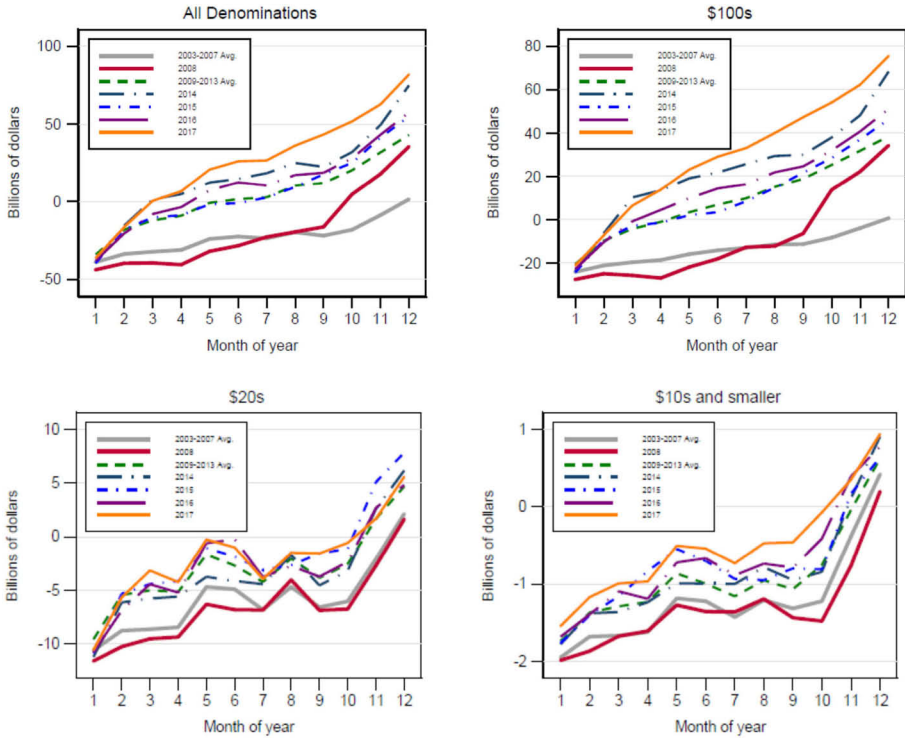 All Denominations
Billions of dollars
100
50
0
-50
2003-2007 Avg.
2008
2009-2013 Avg.
2014
2015
2016
2017
1 2 3 4 5 6 7 8 9 10 11 12
Month of year
$100s
Billions of dollars
80
60
40
20
0
-20
2003-2007 Avg.
2008
2009-2013 Avg.
2014
2015
2016
2017
1 2 3 4 5 6 7 8 9 10 11 12
Month of year
$20s
Billions of dollars
10
5
0
-5
-10
2003-2007 Avg.
2008
2009-2013 Avg.
2014
2015
2016
2017
1 2 3 4 5 6 7 8 9 10 11 12
Month of year
$10s and smaller
Billions of dollars
1
0
-1
-2
2003-2007 Avg.
2008
2009-2013 Avg.
2014
2015
2016
2017
1 2 3 4 5 6 7 8 9 10 11 12
Month of year